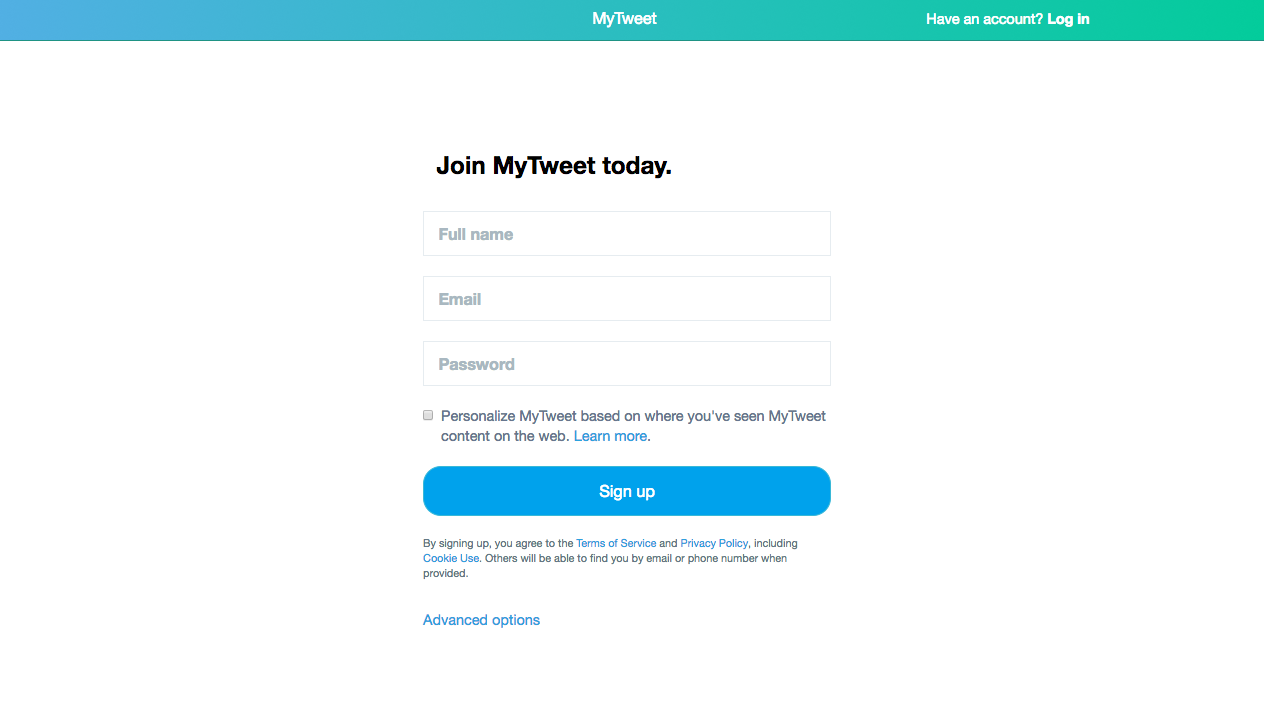 MyTweet
Have an account? Log in
Join MyTweet today.
Full name
Email
Password
Personalize MyTweet based on where you've seen MyTweet
content on the web. Learn more.
Sign up
By signing up, you agree to the Terms of Service and Privacy Policy, including
Cookie Use. Others will be able to find you by email or phone number when
provided.
Advanced options